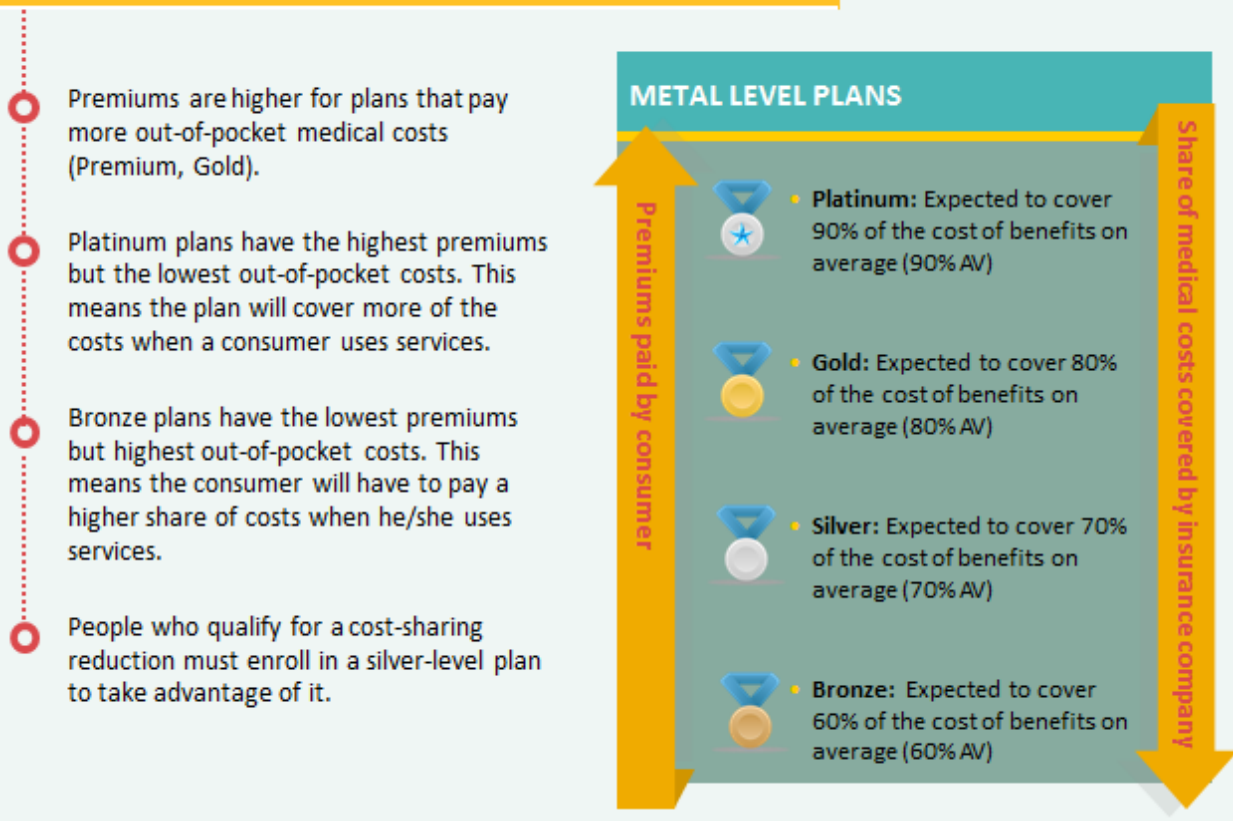 Premiums are higher for plans that pay
more out-of-pocket medical costs
(Premium, Gold).
Platinum plans have the highest premiums
but the lowest out-of-pocket costs. This
means the plan will cover more of the
costs when a consumer uses services.
Bronze plans have the lowest premiums
but highest out-of-pocket costs. This
means the consumer will have to pay a
higher share of costs when he/she uses
services.
People who qualify for a cost-sharing
reduction must enroll in a silver-level plan
to take advantage of it.
METAL LEVEL PLANS
Premiums paid by consumer
• Platinum: Expected to cover
90% of the cost of benefits on
average (90% AV)
• Gold: Expected to cover 80%
of the cost of benefits on
average (80% AV)
• Silver: Expected to cover 70%
of the cost of benefits on
average (70% AV)
• Bronze: Expected to cover
60% of the cost of benefits on
average (60% AV)
Share of medical costs covered by insurance company